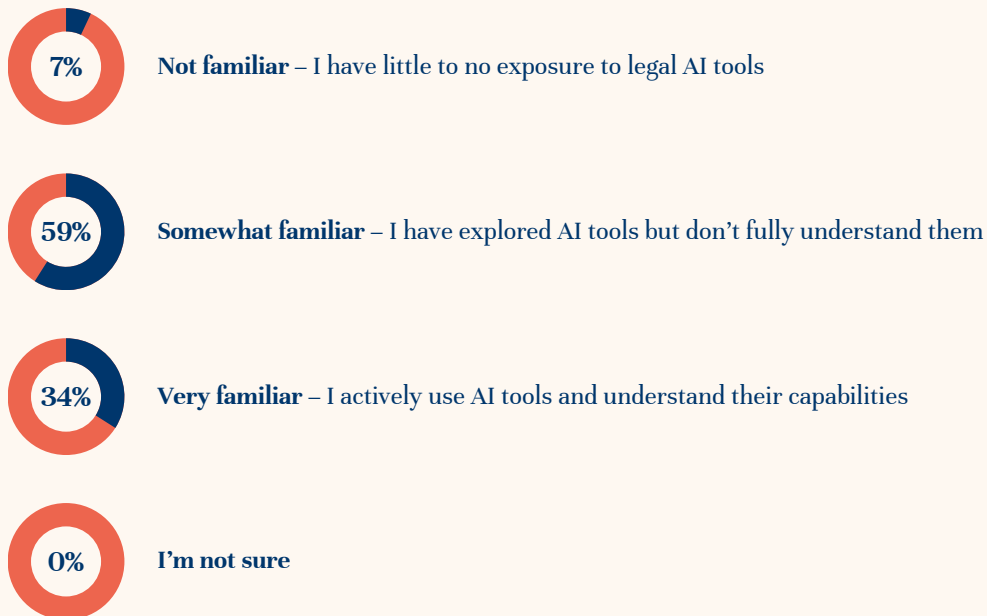 7% Not familiar – I have little to no exposure to legal AI tools
59% Somewhat familiar – I have explored AI tools but don’t fully understand them
34% Very familiar – I actively use AI tools and understand their capabilities
0% I’m not sure